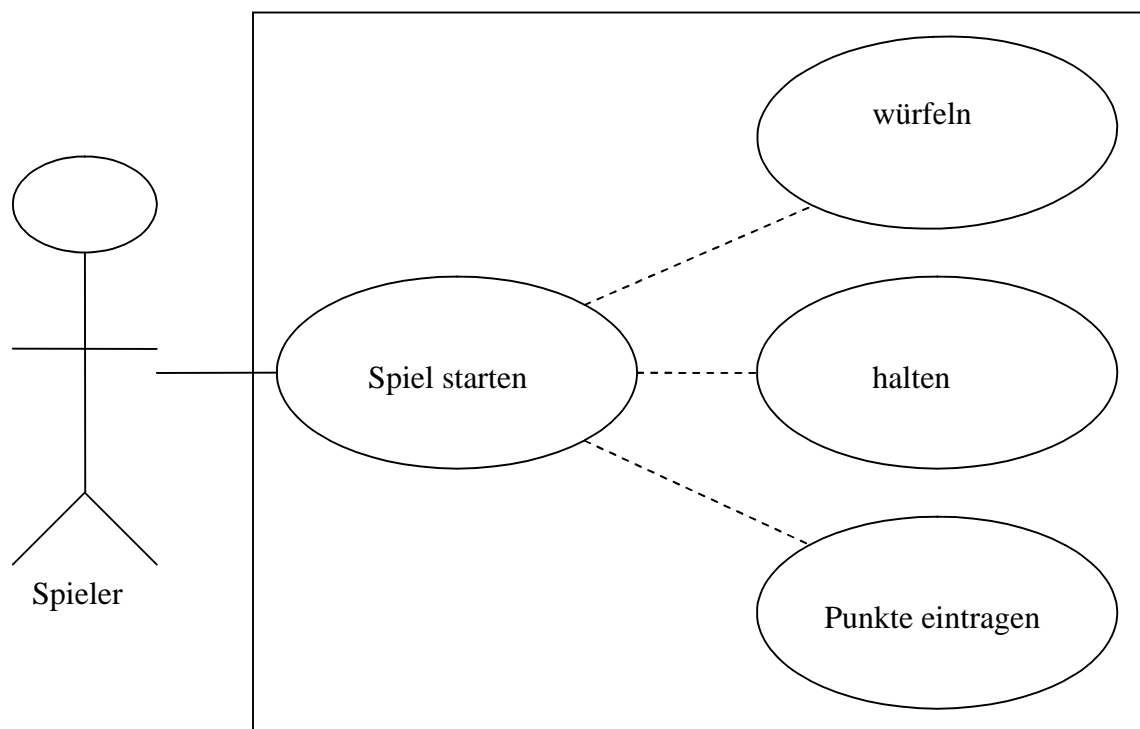 würfeln
Spiel starten
halten
Spieler
Punkte eintragen